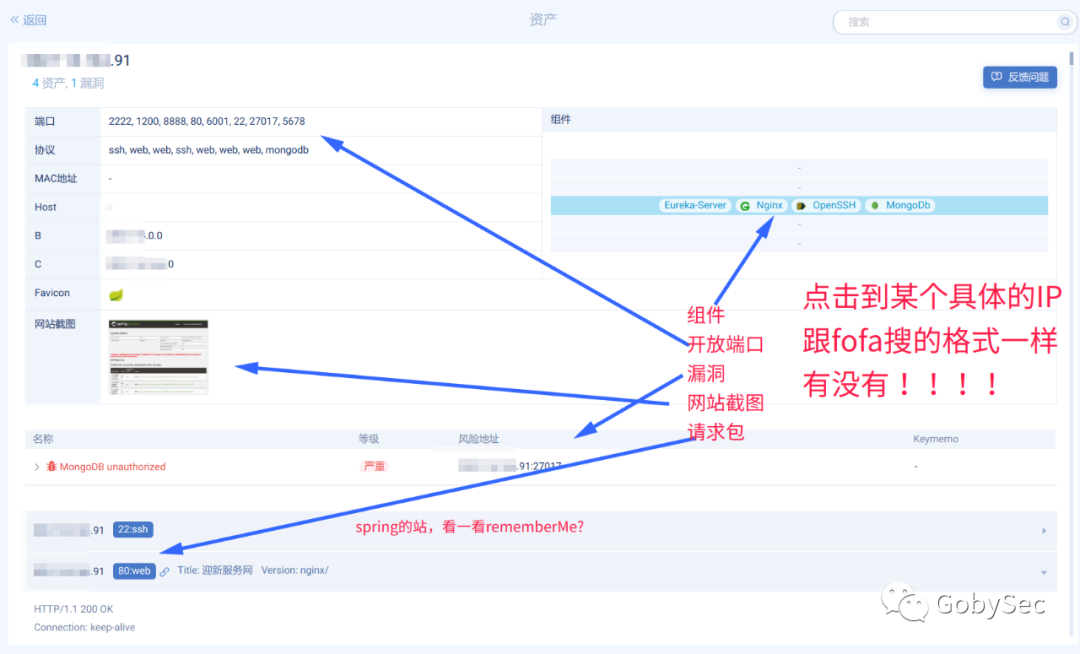 返回
资产
搜索
.91
4 资产, 1 漏洞
反馈问题
端口 2222, 1200, 8888, 80, 6001, 22, 27017, 5678
协议 ssh, web, web, ssh, web, web, web, mongodb
MAC地址 -
Host
B .0.0
C 0
Favicon
网站截图
组件
-
-
Eureka-Server Nginx OpenSSH MongoDb
-
-
组件
开放端口
漏洞
网站截图
请求包
点击到某个具体的IP
跟fofa搜的格式一样
有没有！！！！
名称 等级 风险地址 Keymemo
MongoDB unauthorized 严重 .91:27017 -
spring的站，看一看rememberMe?
.91 22:ssh
.91 80:web Title: 迎新服务网 Version: nginx/
HTTP/1.1 200 OK
Connection: keep-alive
GobySec